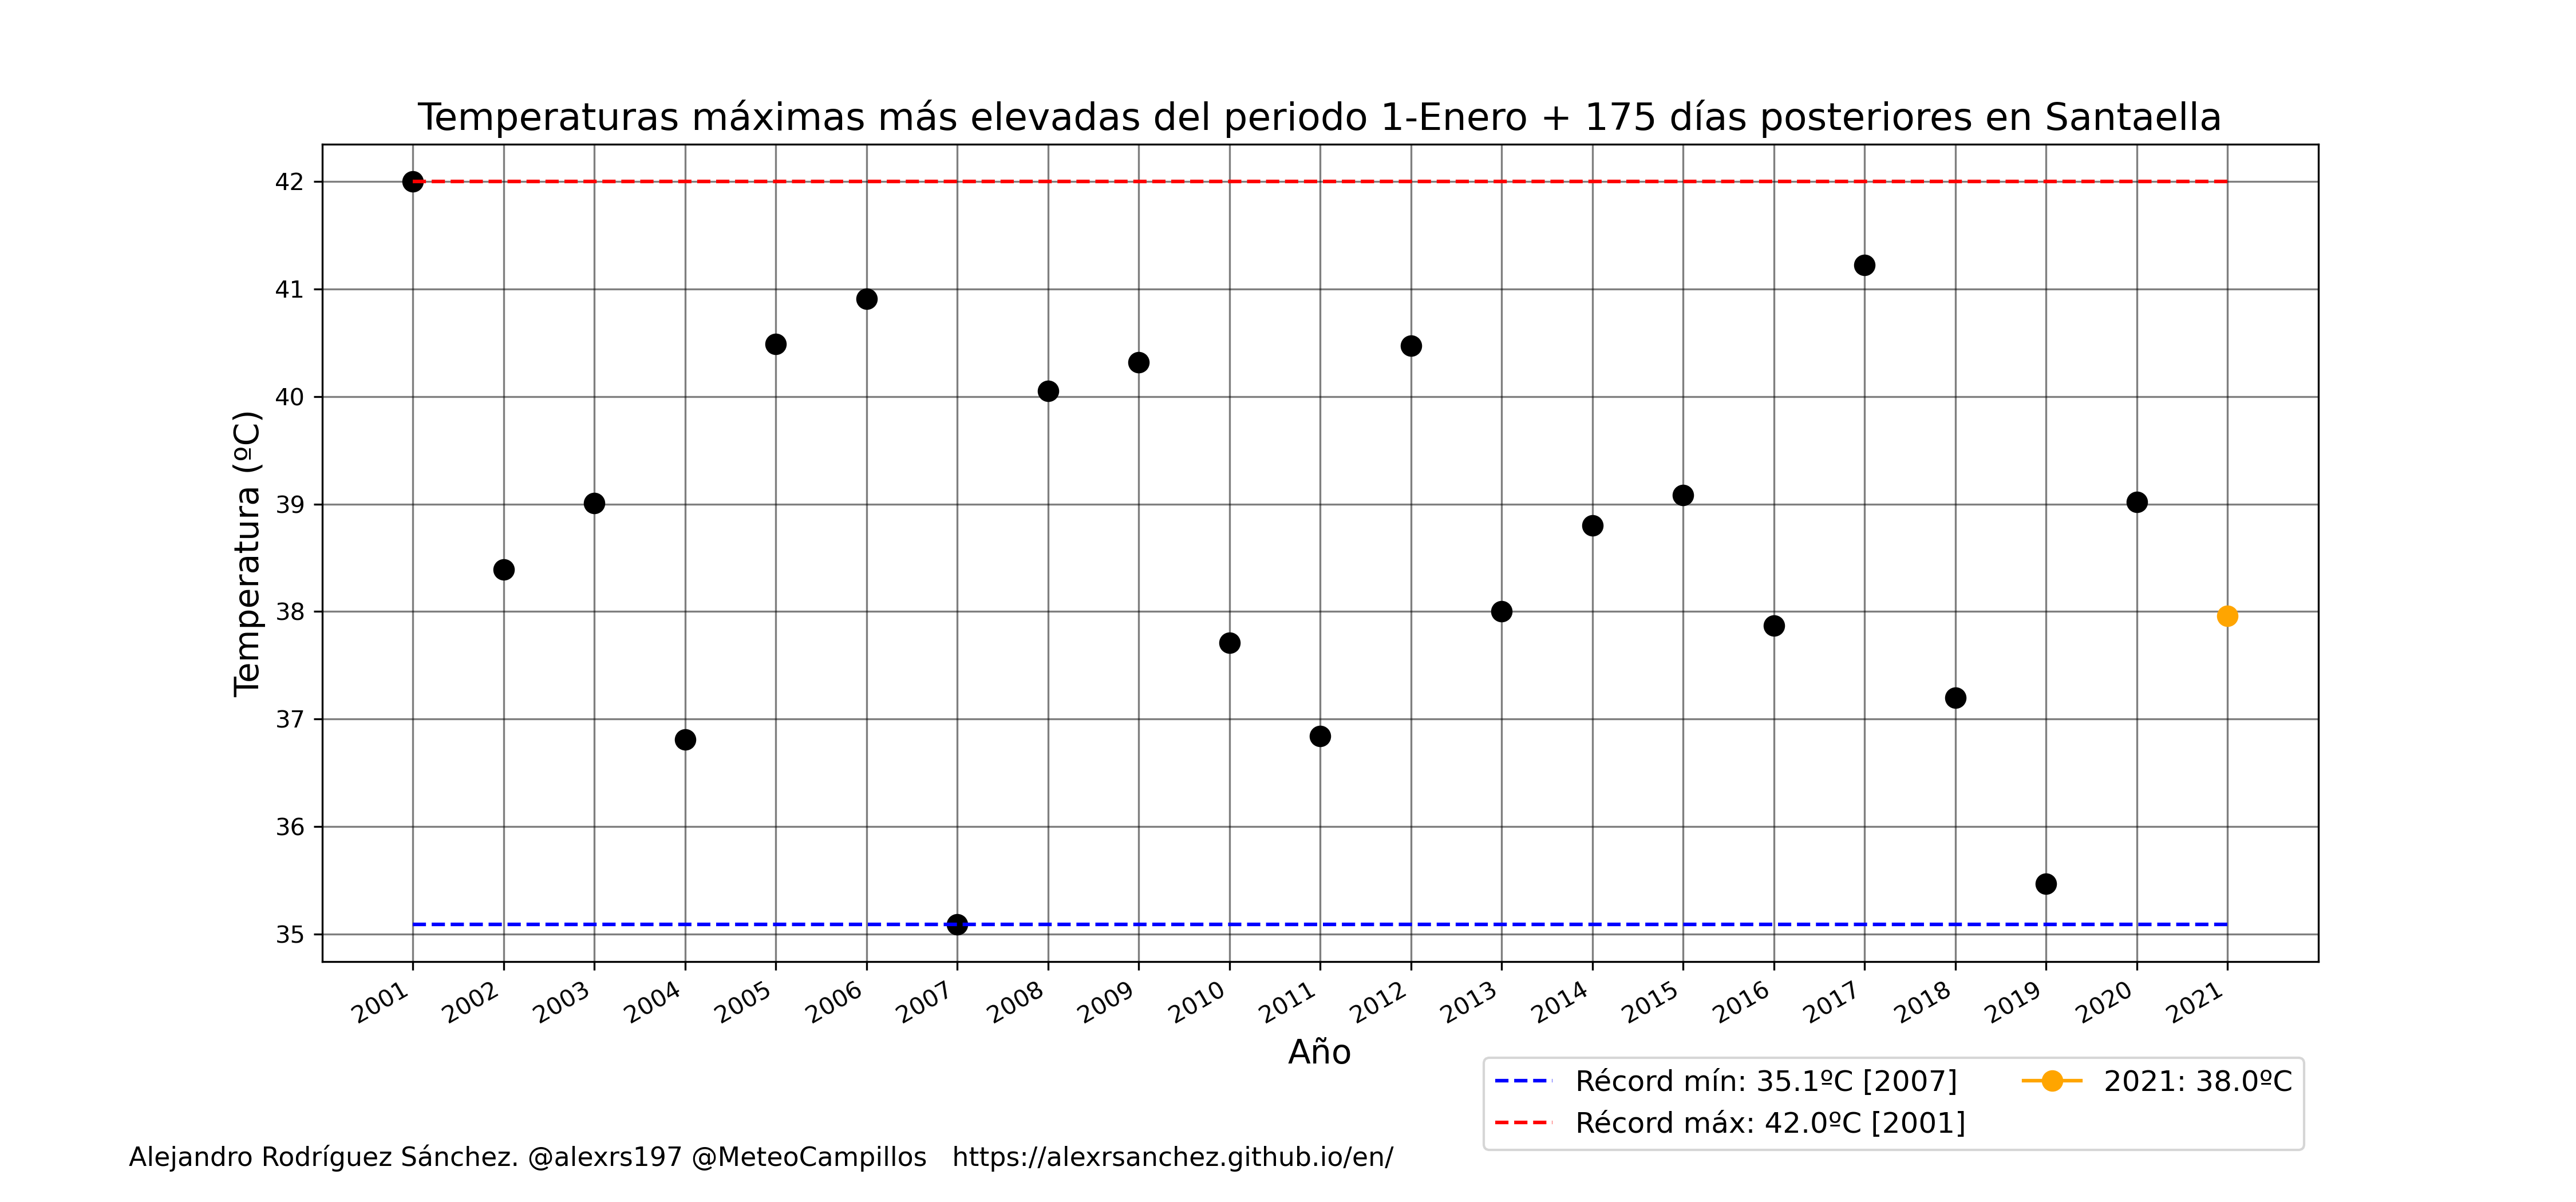 Temperaturas máximas más elevadas del periodo 1-Enero + 175 días posteriores en Santaella
Temperatura (ºC)
42
41
40
39
38
37
36
35
2001 2002 2003 2004 2005 2006 2007 2008 2009 2010 2011 2012 2013 2014 2015 2016 2017 2018 2019 2020 2021
Año
Récord mín: 35.1ºC [2007]
Récord máx: 42.0ºC [2001]
2021: 38.0ºC
Alejandro Rodríguez Sánchez. @alexrs197 @MeteoCampillos https://alexrsanchez.github.io/en/